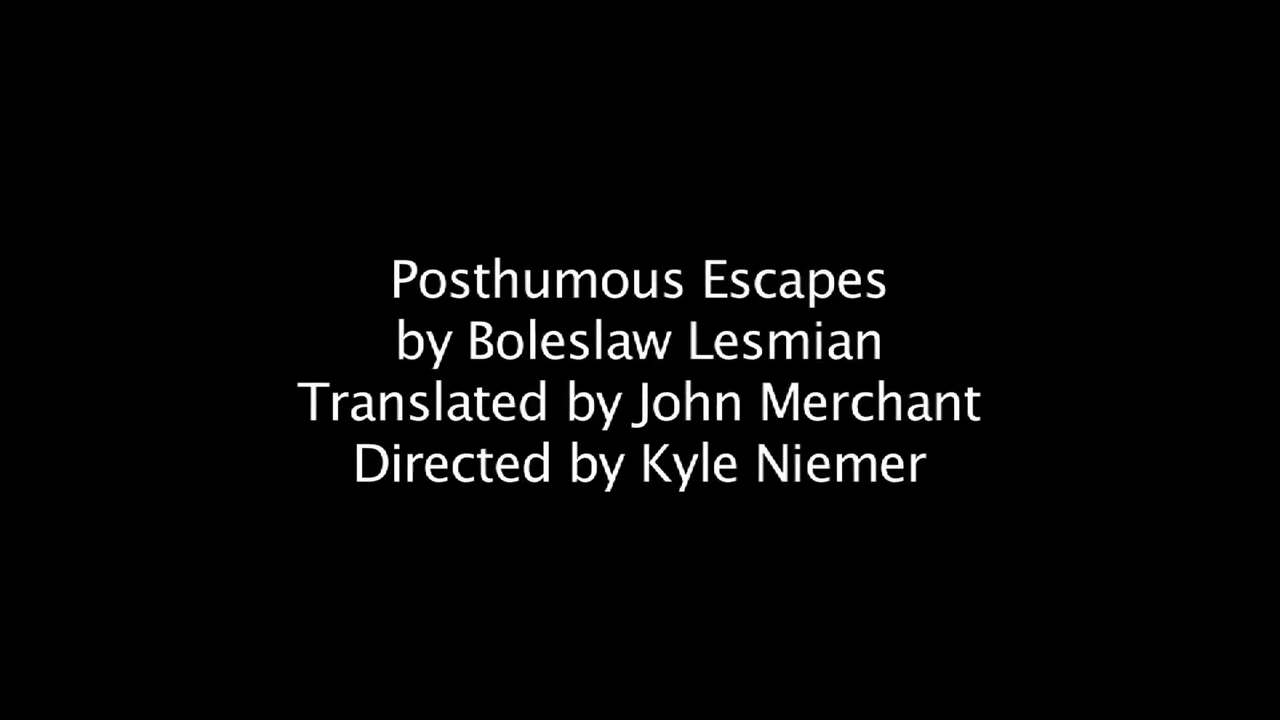 Posthumous Escapes
by Boleslaw Lesmian
Translated by John Merchant
Directed by Kyle Niemer